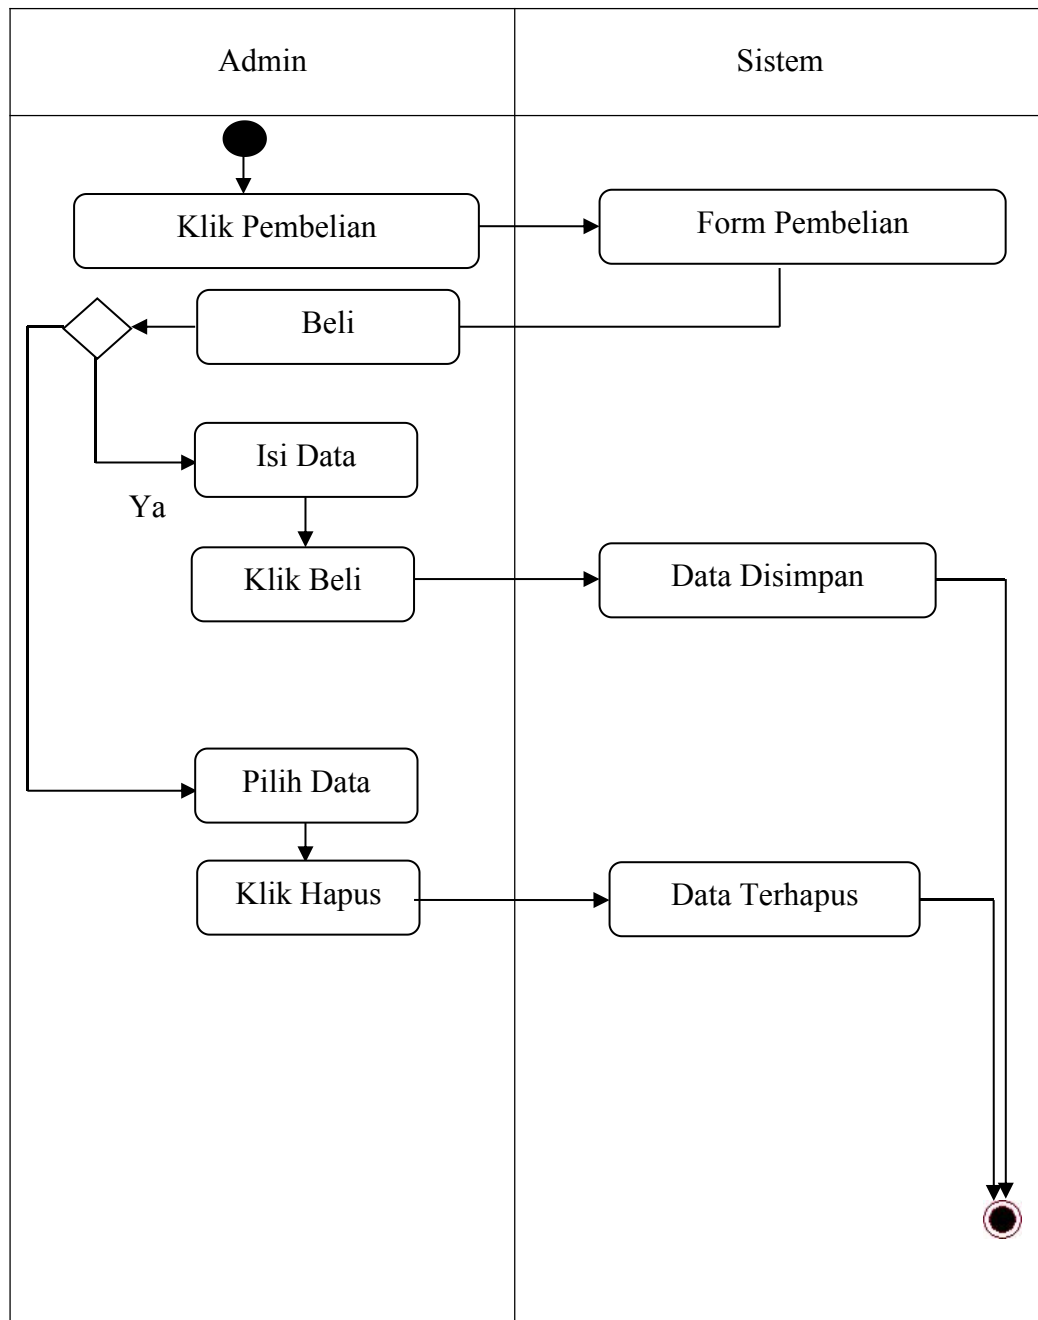 Admin
Sistem
Klik Pembelian
Form Pembelian
Beli
Isi Data
Ya
Klik Beli
Data Disimpan
Pilih Data
Klik Hapus
Data Terhapus